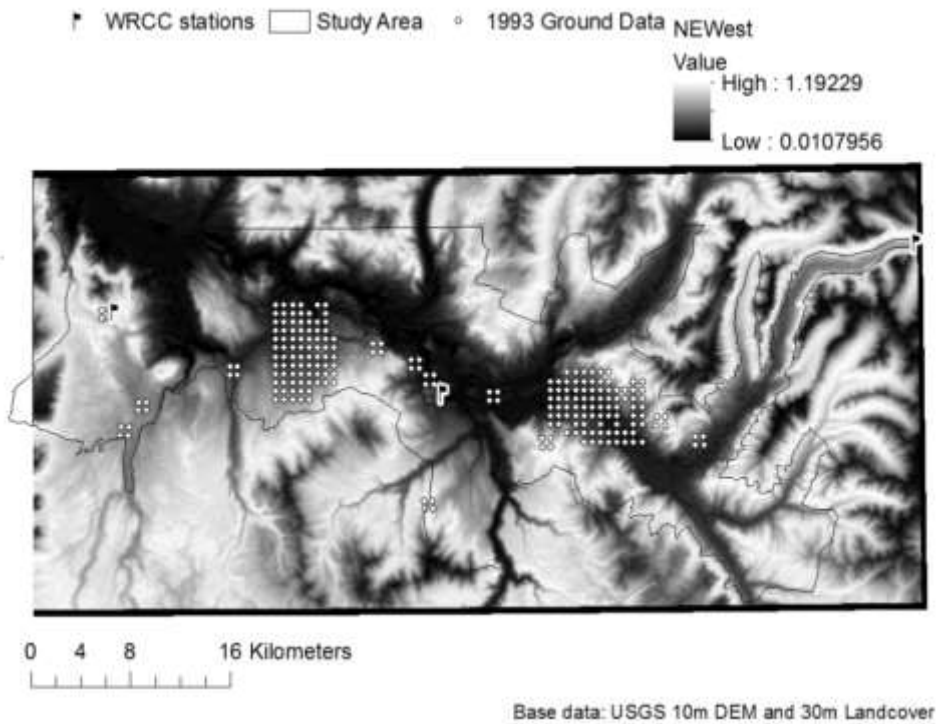 WRCC stations Study Area 1993 Ground Data NEWest
Value
High : 1.19229
Low : 0.0107956
0 4 8 16 Kilometers
Base data: USGS 10m DEM and 30m Landcover